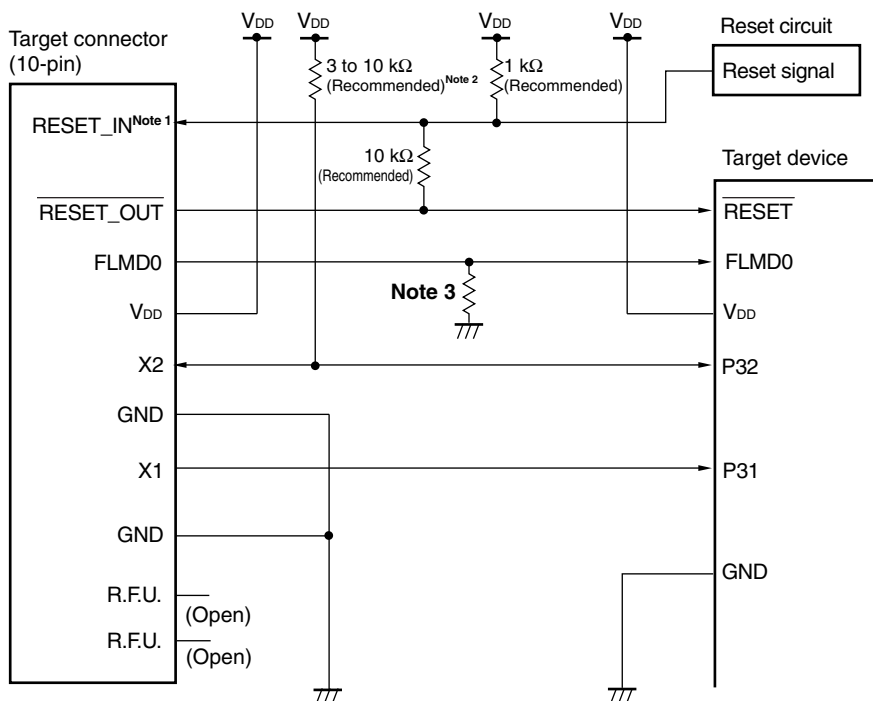 VDD
VDD
VDD
VDD
Reset circuit
Target connector
(10-pin)
3 to 10 kΩ
(Recommended)Note 2
1 kΩ
(Recommended)
Reset signal
RESET_INNote 1
10 kΩ
(Recommended)
Target device
RESET_OUT
RESET
FLMD0
FLMD0
Note 3
VDD
VDD
X2
P32
GND
X1
P31
GND
GND
R.F.U.
(Open)
R.F.U.
(Open)